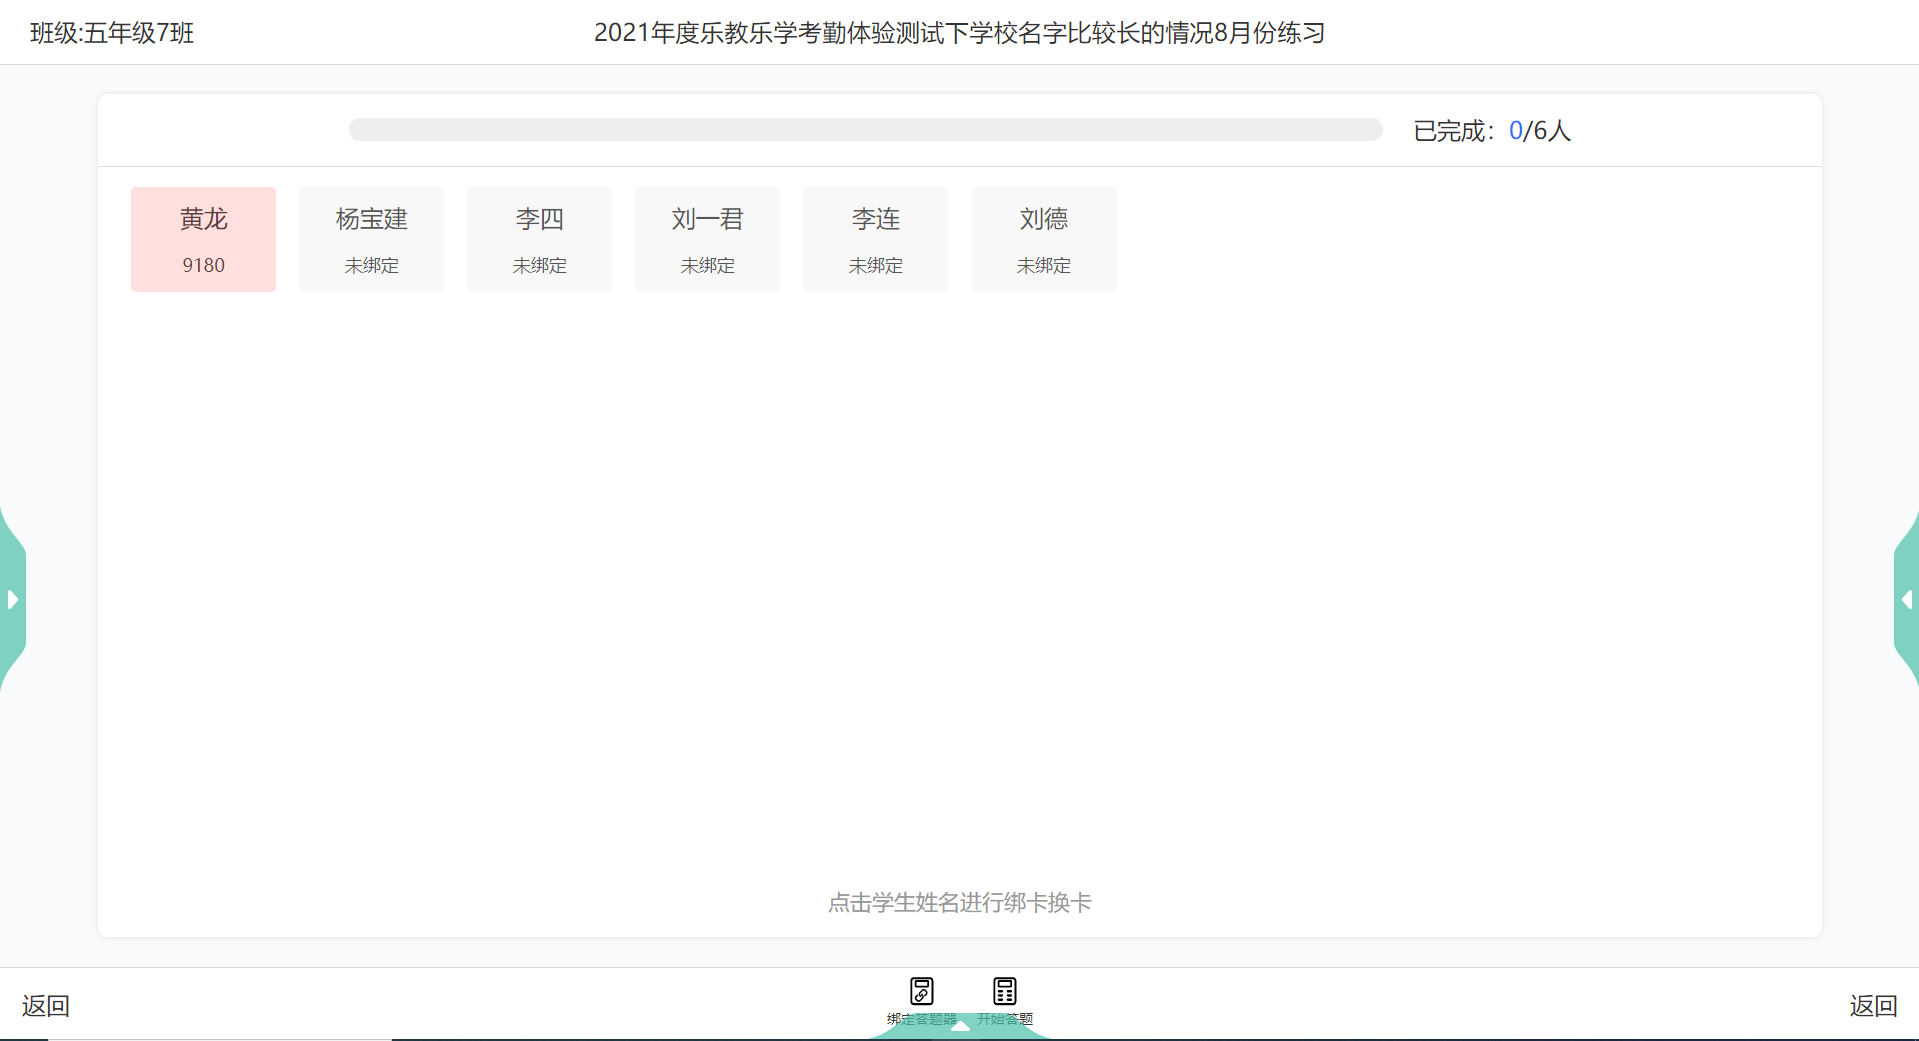 班级:五年级7班
2021年度乐教乐学考勤体验测试下学校名字比较长的情况8月份练习
已完成：0/6人
黄龙
9180
杨宝建
未绑定
李四
未绑定
刘一君
未绑定
李连
未绑定
刘德
未绑定
点击学生姓名进行绑卡换卡
返回
绑定答题器
开始答题
返回